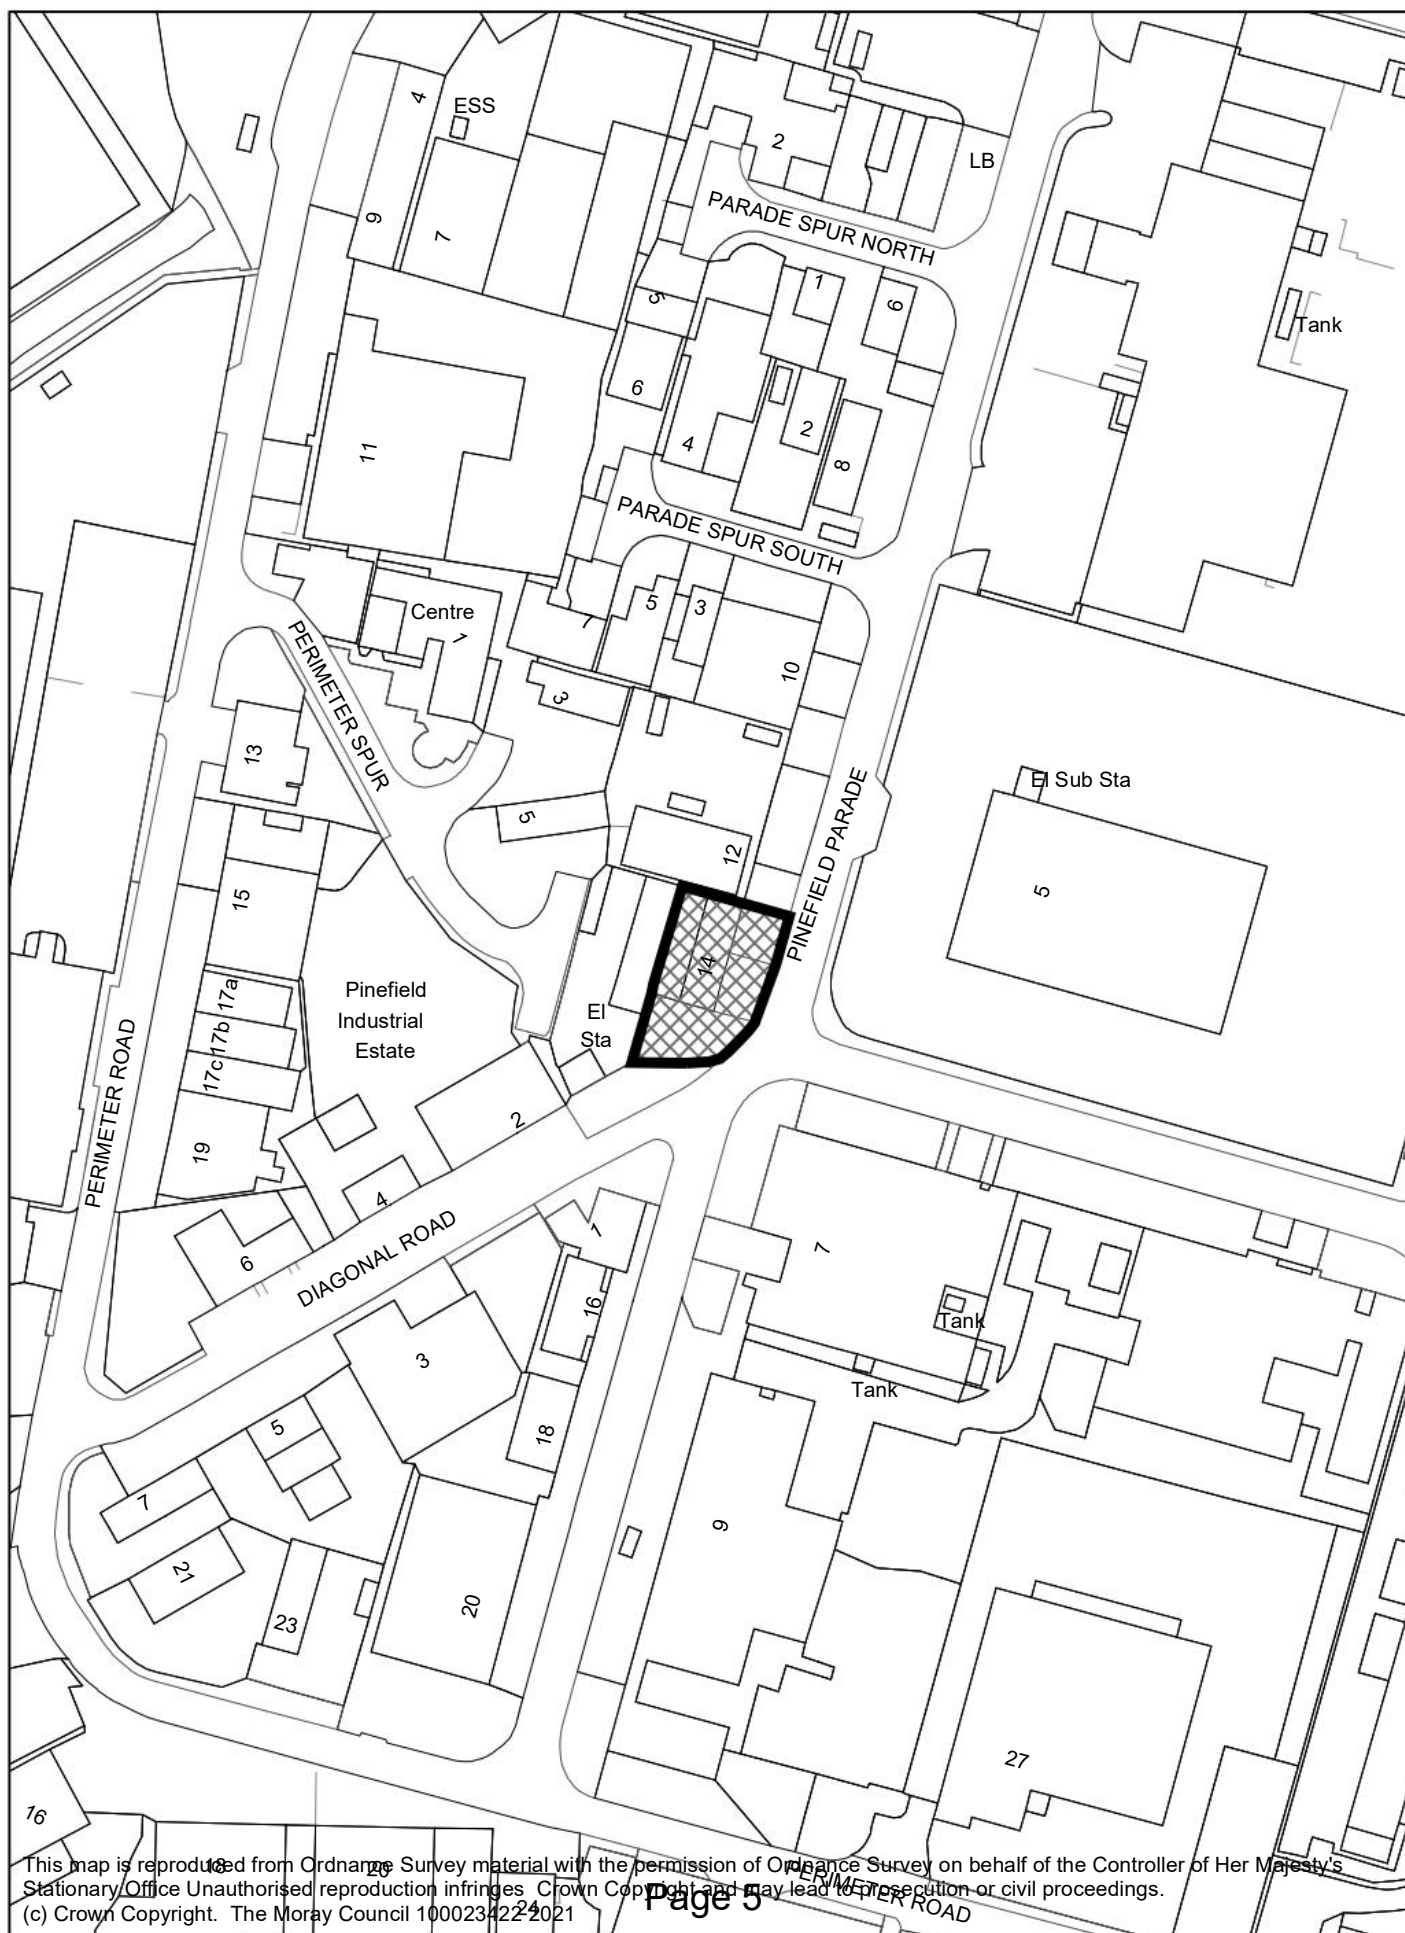 4
ESS
2
LB
9
7
PARADE SPUR NORTH
5
1
6
Tank
6
11
4
2
8
PARADE SPUR SOUTH
Centre
1
PERIMETER SPUR
5
3
7
10
3
13
PINEFIELD PARADE
El Sub Sta
5
12
5
15
14
17a
Pinefield
Industrial
Estate
El
Sta
17b
17c
PERIMETER ROAD
2
19
4
6
DIAGONAL ROAD
1
7
16
Tank
3
Tank
5
18
7
9
21
20
23
27
16
18
20
24
PERIMETER ROAD
This map is reproduced from Ordnance Survey material with the permission of Ordnance Survey on behalf of the Controller of Her Majesty's
Stationary Office Unauthorised reproduction infringes Crown Copyright and may lead to prosecution or civil proceedings.
(c) Crown Copyright. The Moray Council 100023422 2021
Page 5